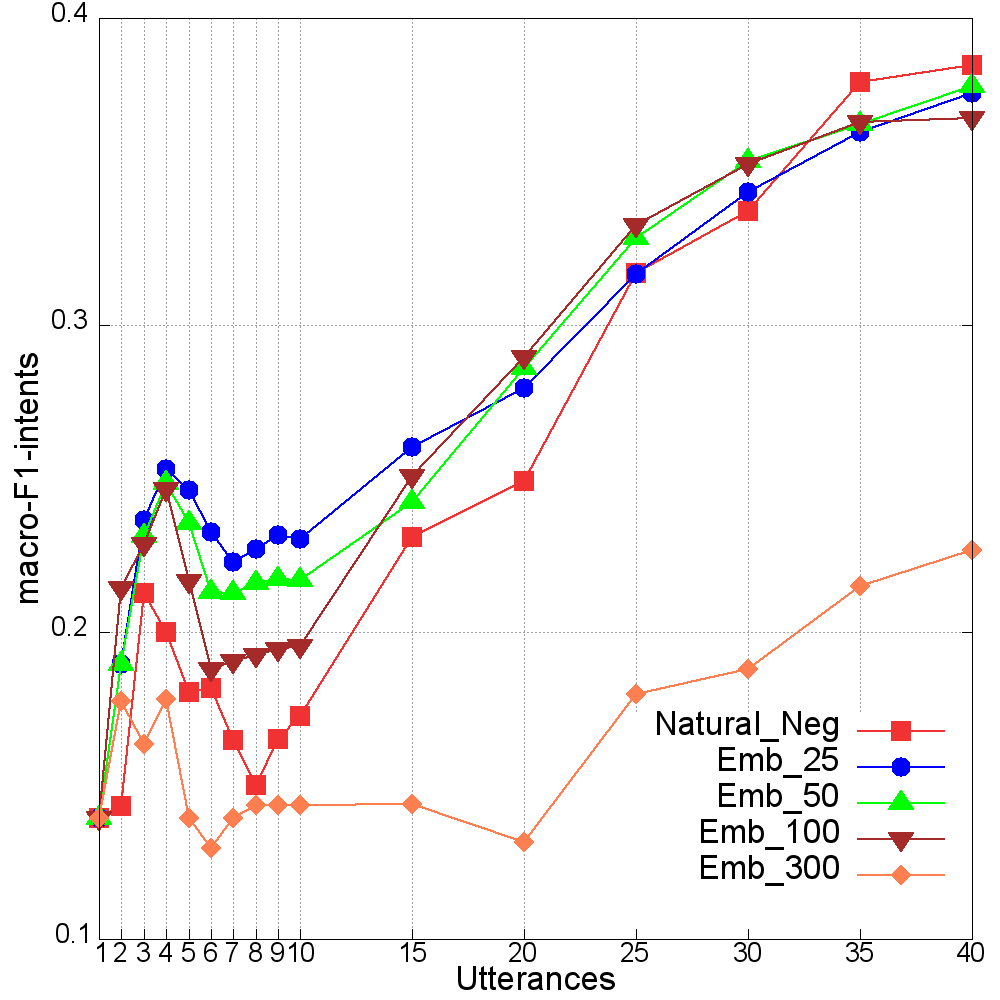 0.4
0.3
0.2
0.1
macro-F1-intents
Natural_Neg
Emb_25
Emb_50
Emb_100
Emb_300
1 2 3 4 5 6 7 8 9 10 15 20 25 30 35 40
Utterances